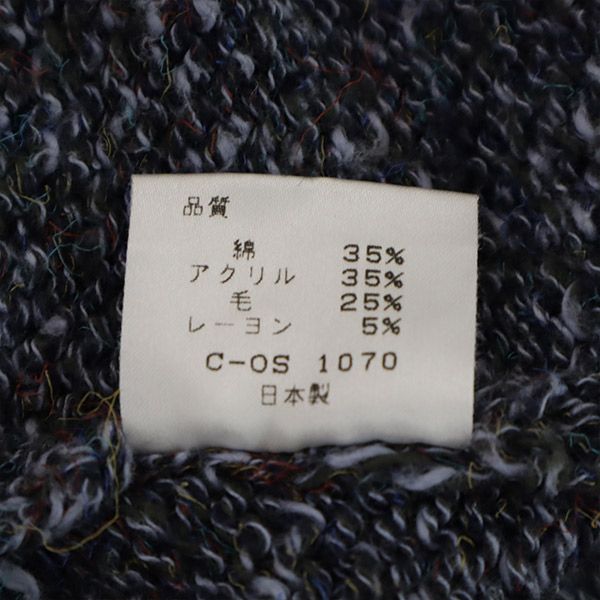 品質
綿 35%
アクリル 35%
毛 25%
レーヨン 5%
C-OS 1070
日本製